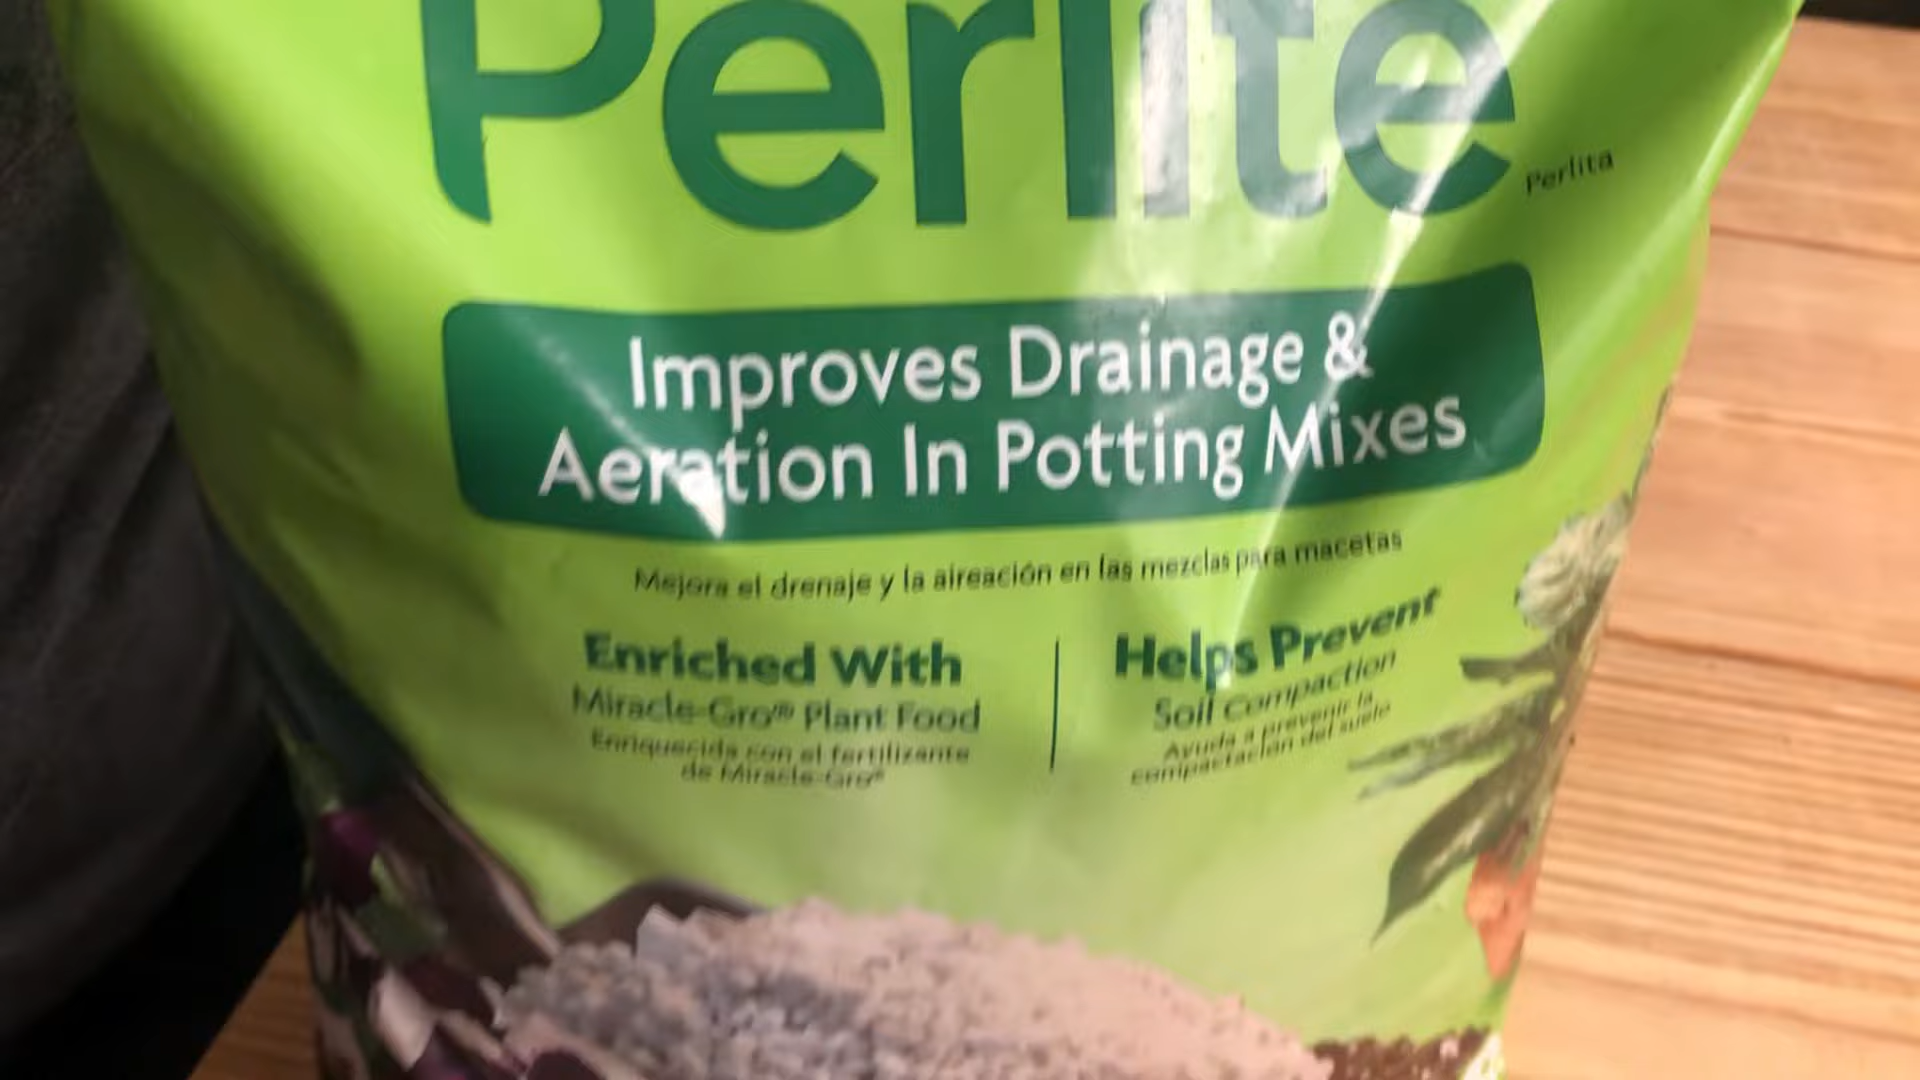 Perlite
Perlita
Improves Drainage &
Aeration In Potting Mixes
Mejora el drenaje y la aireación en las mezclas para macetas
Enriched With
Miracle-Gro® Plant Food
Enriquecida con el fertilizante
de Miracle-Gro®
Helps Prevent
Soil Compaction
Ayuda a prevenir la
compactación del suelo